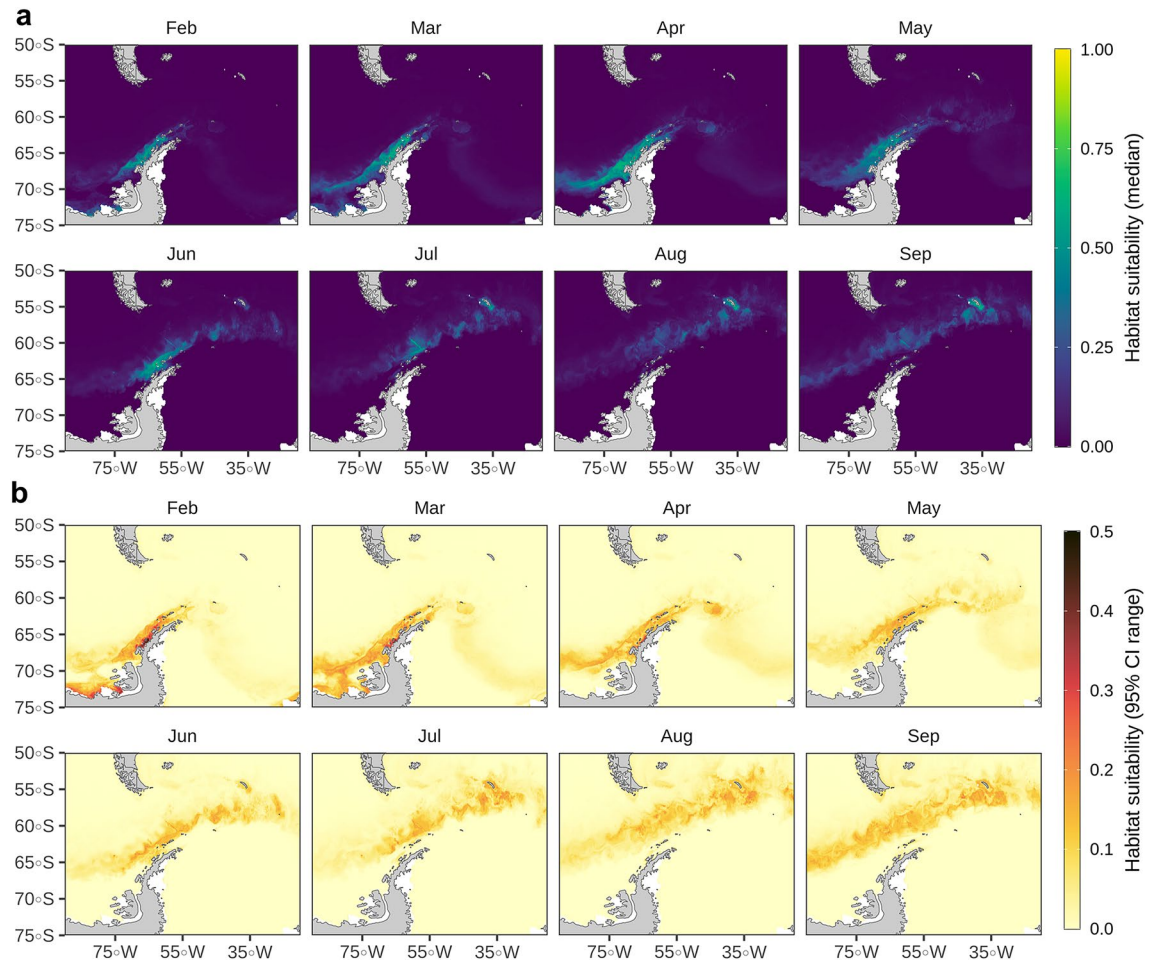 a
Feb Mar Apr May
50°S
55°S
60°S
65°S
70°S
75°S
Jun Jul Aug Sep
50°S
55°S
60°S
65°S
70°S
75°S
75°W 55°W 35°W 75°W 55°W 35°W 75°W 55°W 35°W 75°W 55°W 35°W
1.00
0.75
0.50
0.25
0.00
Habitat suitability (median)
b
Feb Mar Apr May
50°S
55°S
60°S
65°S
70°S
75°S
Jun Jul Aug Sep
50°S
55°S
60°S
65°S
70°S
75°S
75°W 55°W 35°W 75°W 55°W 35°W 75°W 55°W 35°W 75°W 55°W 35°W
0.5
0.4
0.3
0.2
0.1
0.0
Habitat suitability (95% CI range)